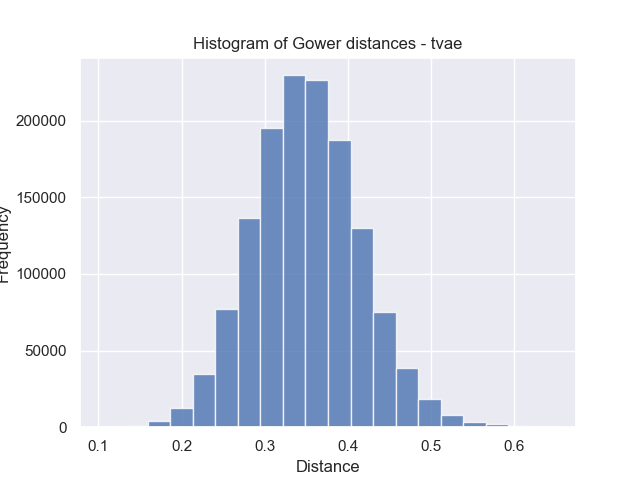 Histogram of Gower distances - tvae
Frequency
200000
150000
100000
50000
0
0.1 0.2 0.3 0.4 0.5 0.6
Distance